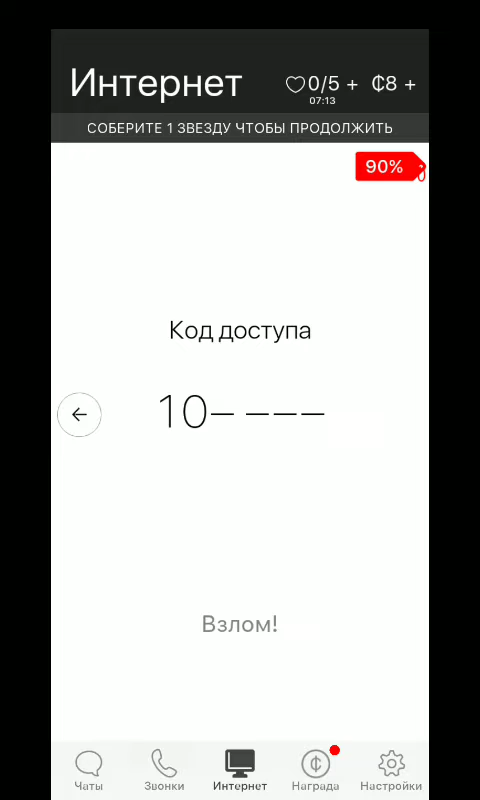 Интернет
0/5 + ₵8 +
07:13
СОБЕРИТЕ 1 ЗВЕЗДУ ЧТОБЫ ПРОДОЛЖИТЬ
90%
Код доступа
10– –––
Взлом!
Чаты Звонки Интернет Награда Настройки